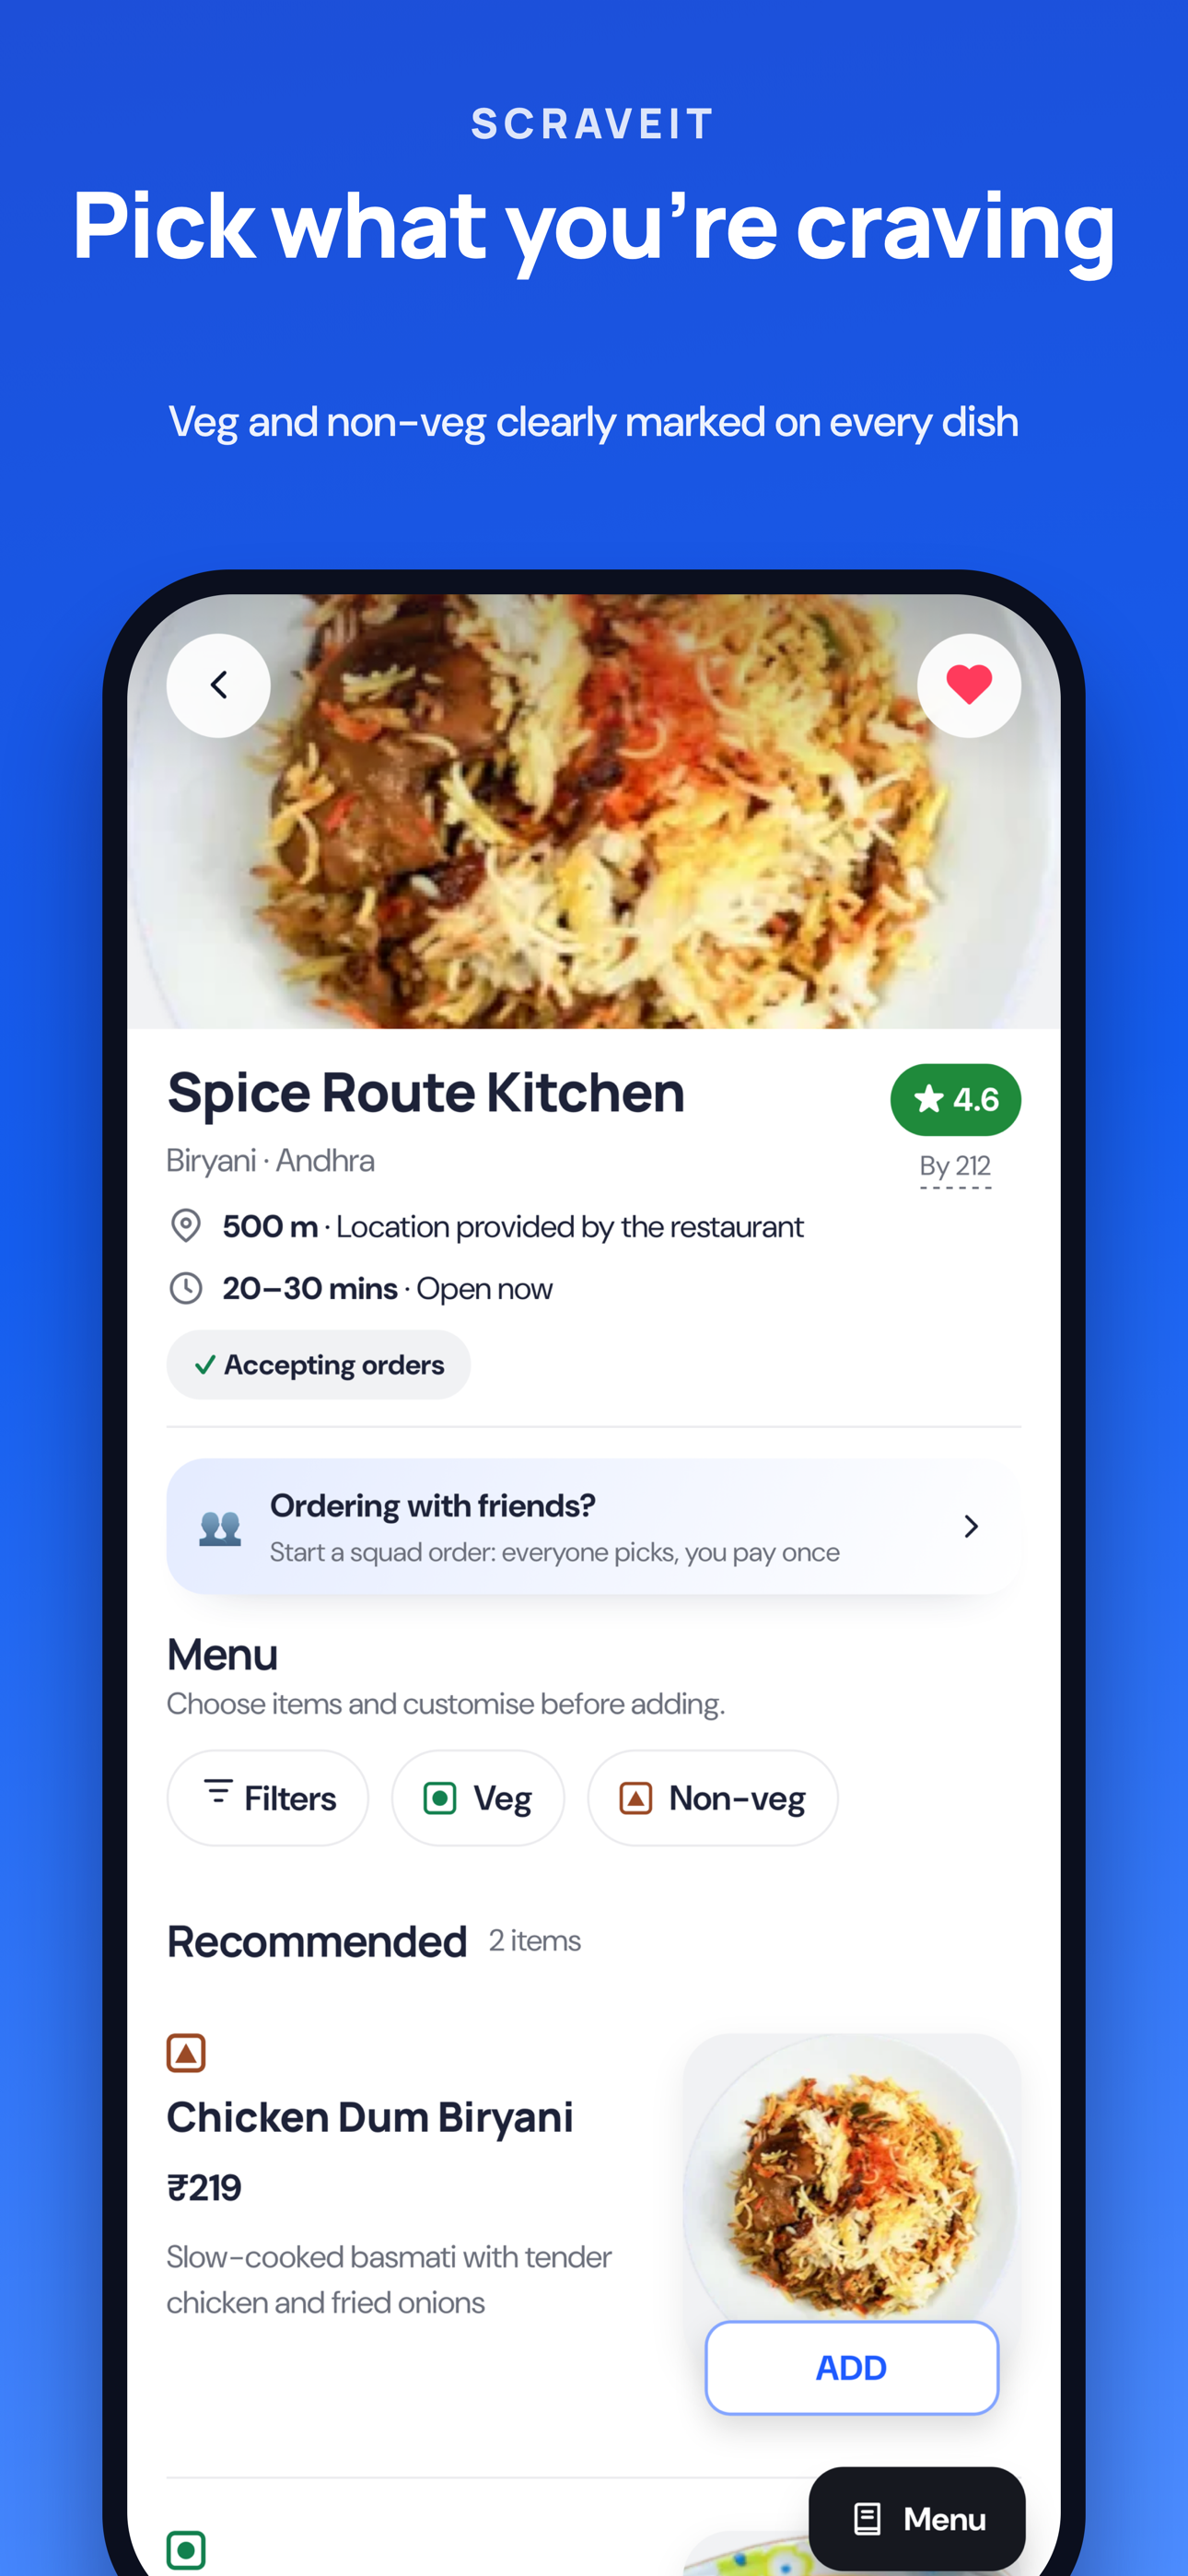 SCRAVEIT
Pick what you’re craving
Veg and non-veg clearly marked on every dish
Spice Route Kitchen
4.6
Biryani · Andhra
By 212
500 m · Location provided by the restaurant
20–30 mins · Open now
Accepting orders
Ordering with friends?
Start a squad order: everyone picks, you pay once
Menu
Choose items and customise before adding.
Filters
Veg
Non-veg
Recommended 2 items
Chicken Dum Biryani
₹219
Slow-cooked basmati with tender
chicken and fried onions
ADD
Menu